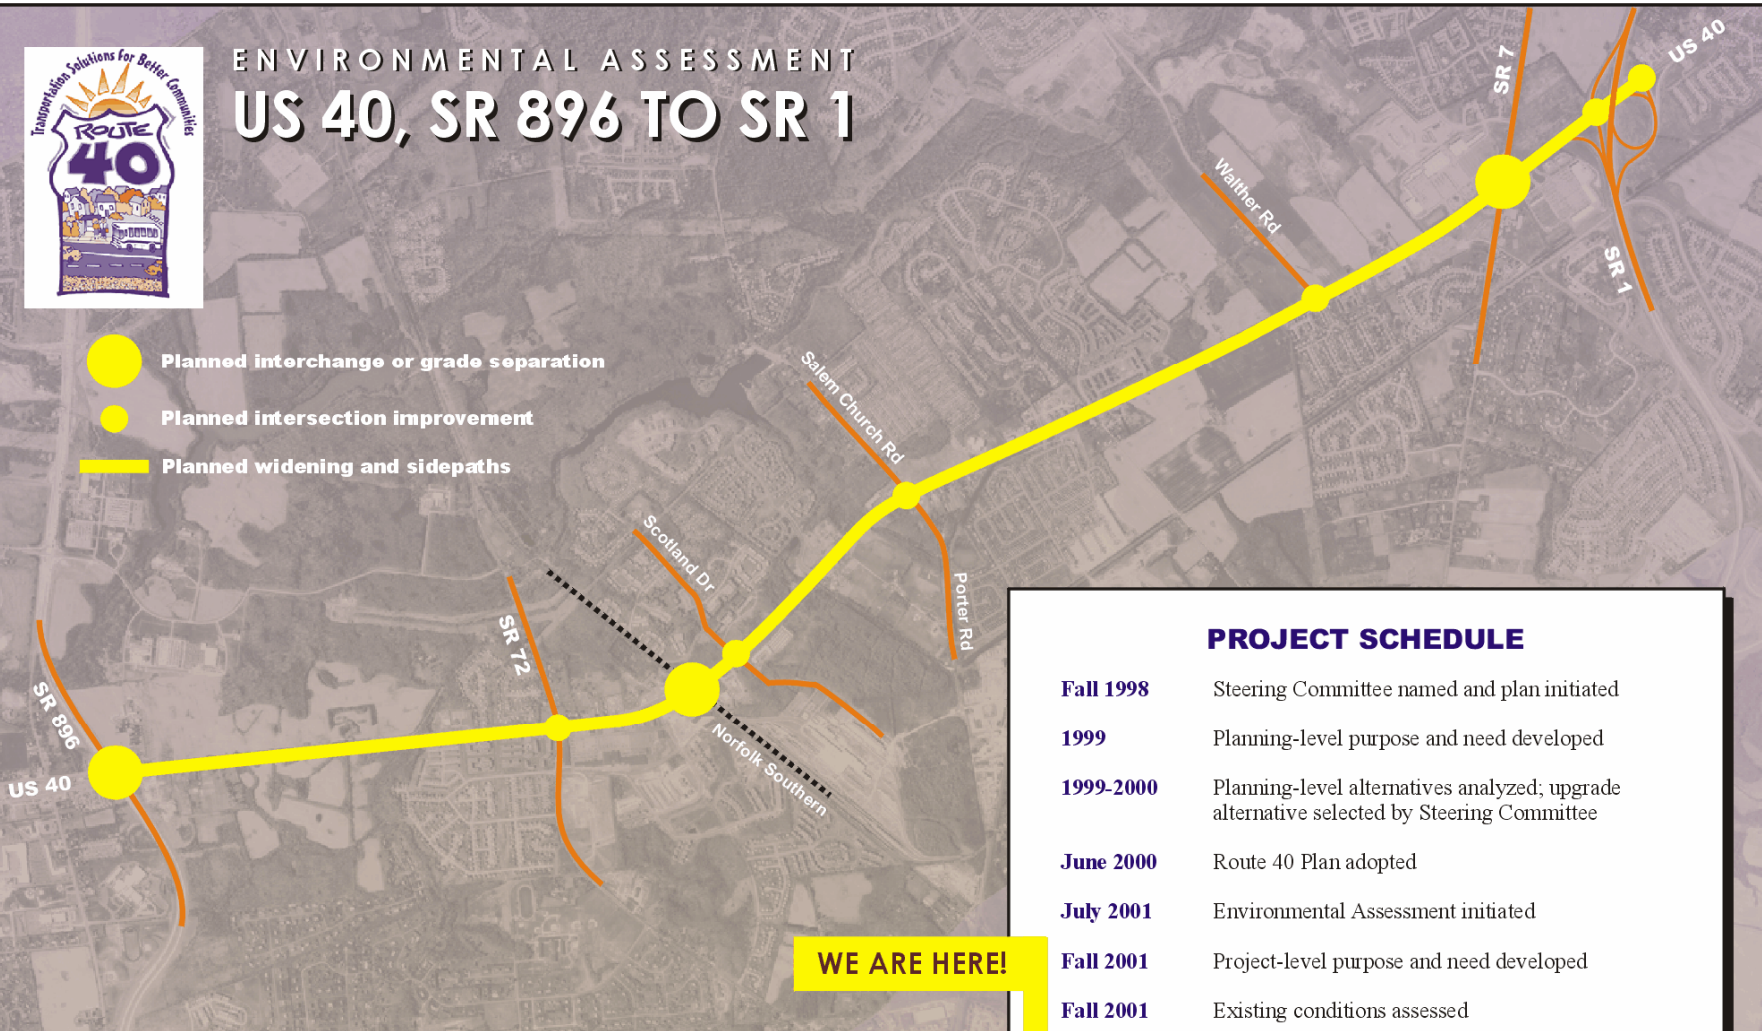 Transportation Solutions for Better Communities
ROUTE
40
ENVIRONMENTAL ASSESSMENT
US 40, SR 896 TO SR 1
Planned interchange or grade separation
Planned intersection improvement
Planned widening and sidepaths
US 40
SR 7
SR 1
Walther Rd
Salem Church Rd
Scotland Dr
Porter Rd
SR 72
Norfolk Southern
SR 896
US 40
PROJECT SCHEDULE
Fall 1998 Steering Committee named and plan initiated
1999 Planning-level purpose and need developed
1999-2000 Planning-level alternatives analyzed; upgrade
alternative selected by Steering Committee
June 2000 Route 40 Plan adopted
July 2001 Environmental Assessment initiated
WE ARE HERE!
Fall 2001 Project-level purpose and need developed
Fall 2001 Existing conditions assessed